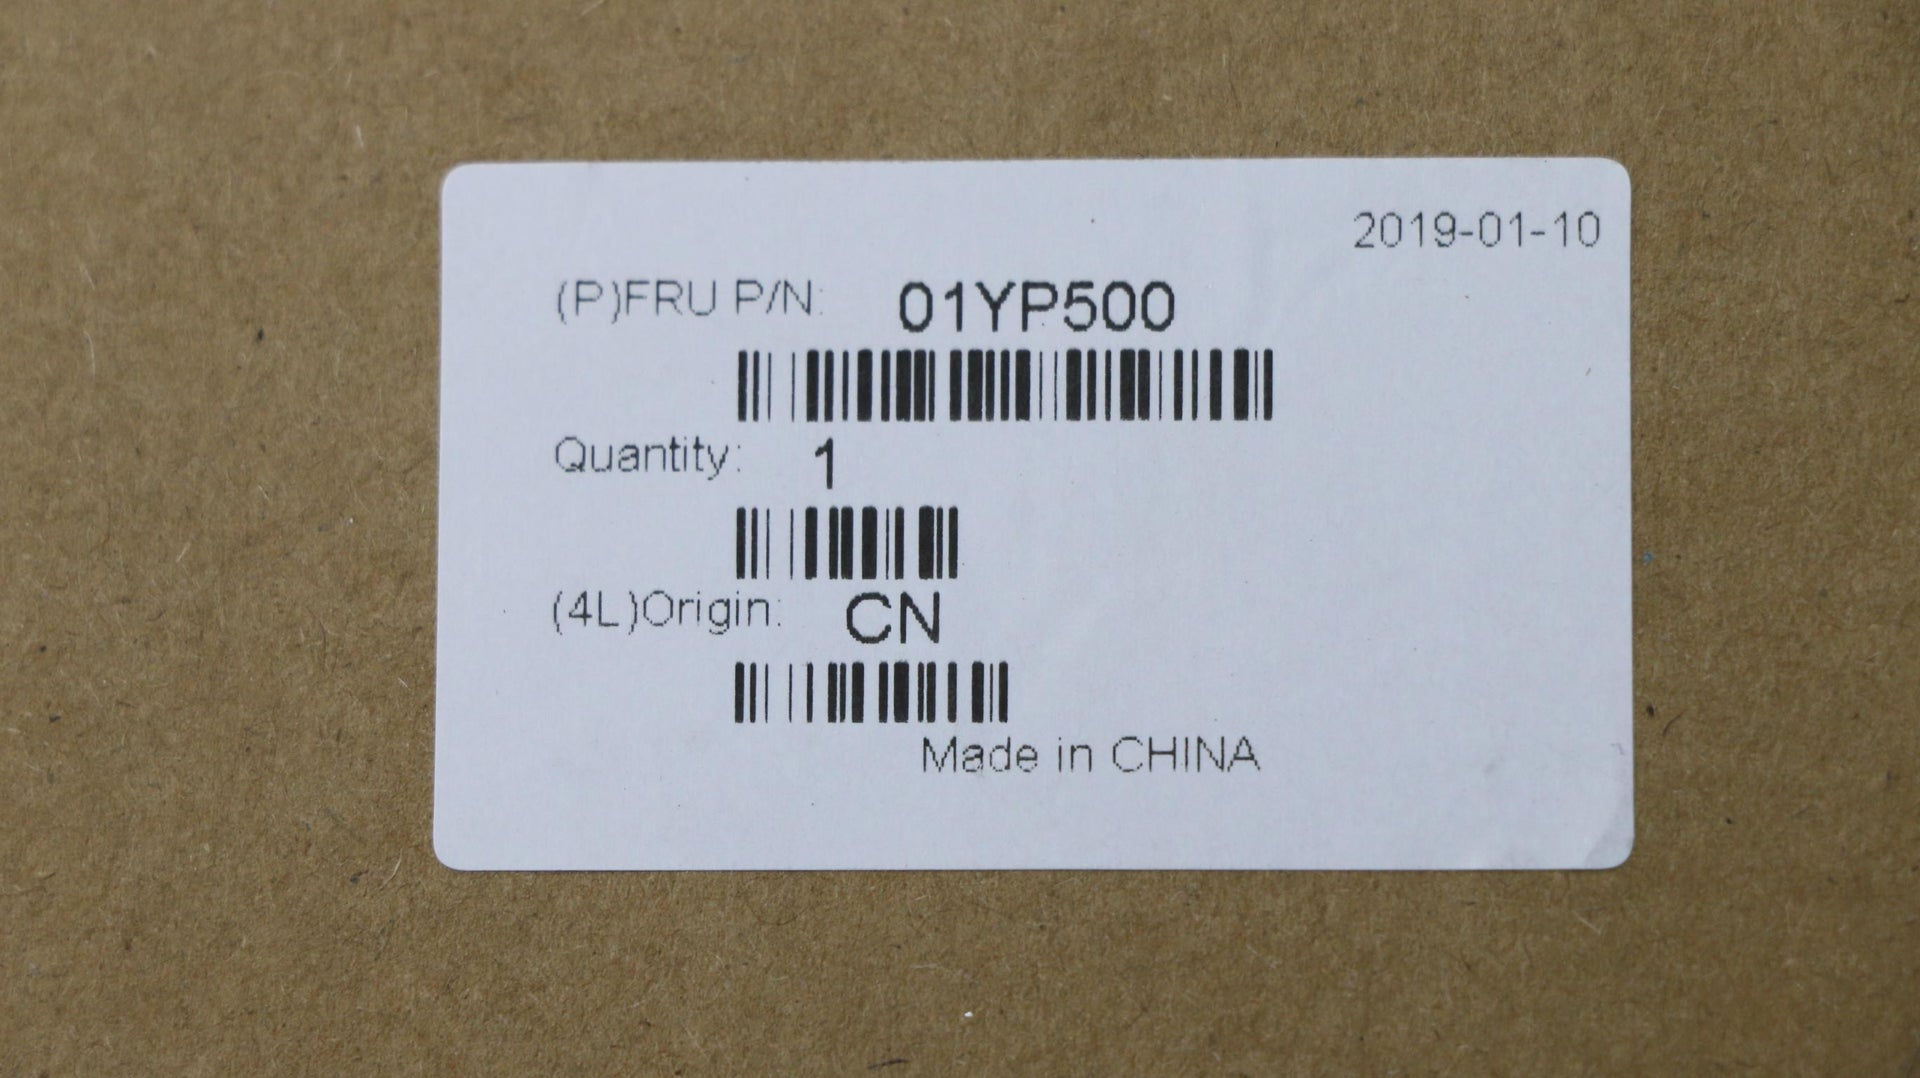 2019-01-10
(P)FRU P/N: 01YP500
Quantity: 1
(4L)Origin: CN
Made in CHINA